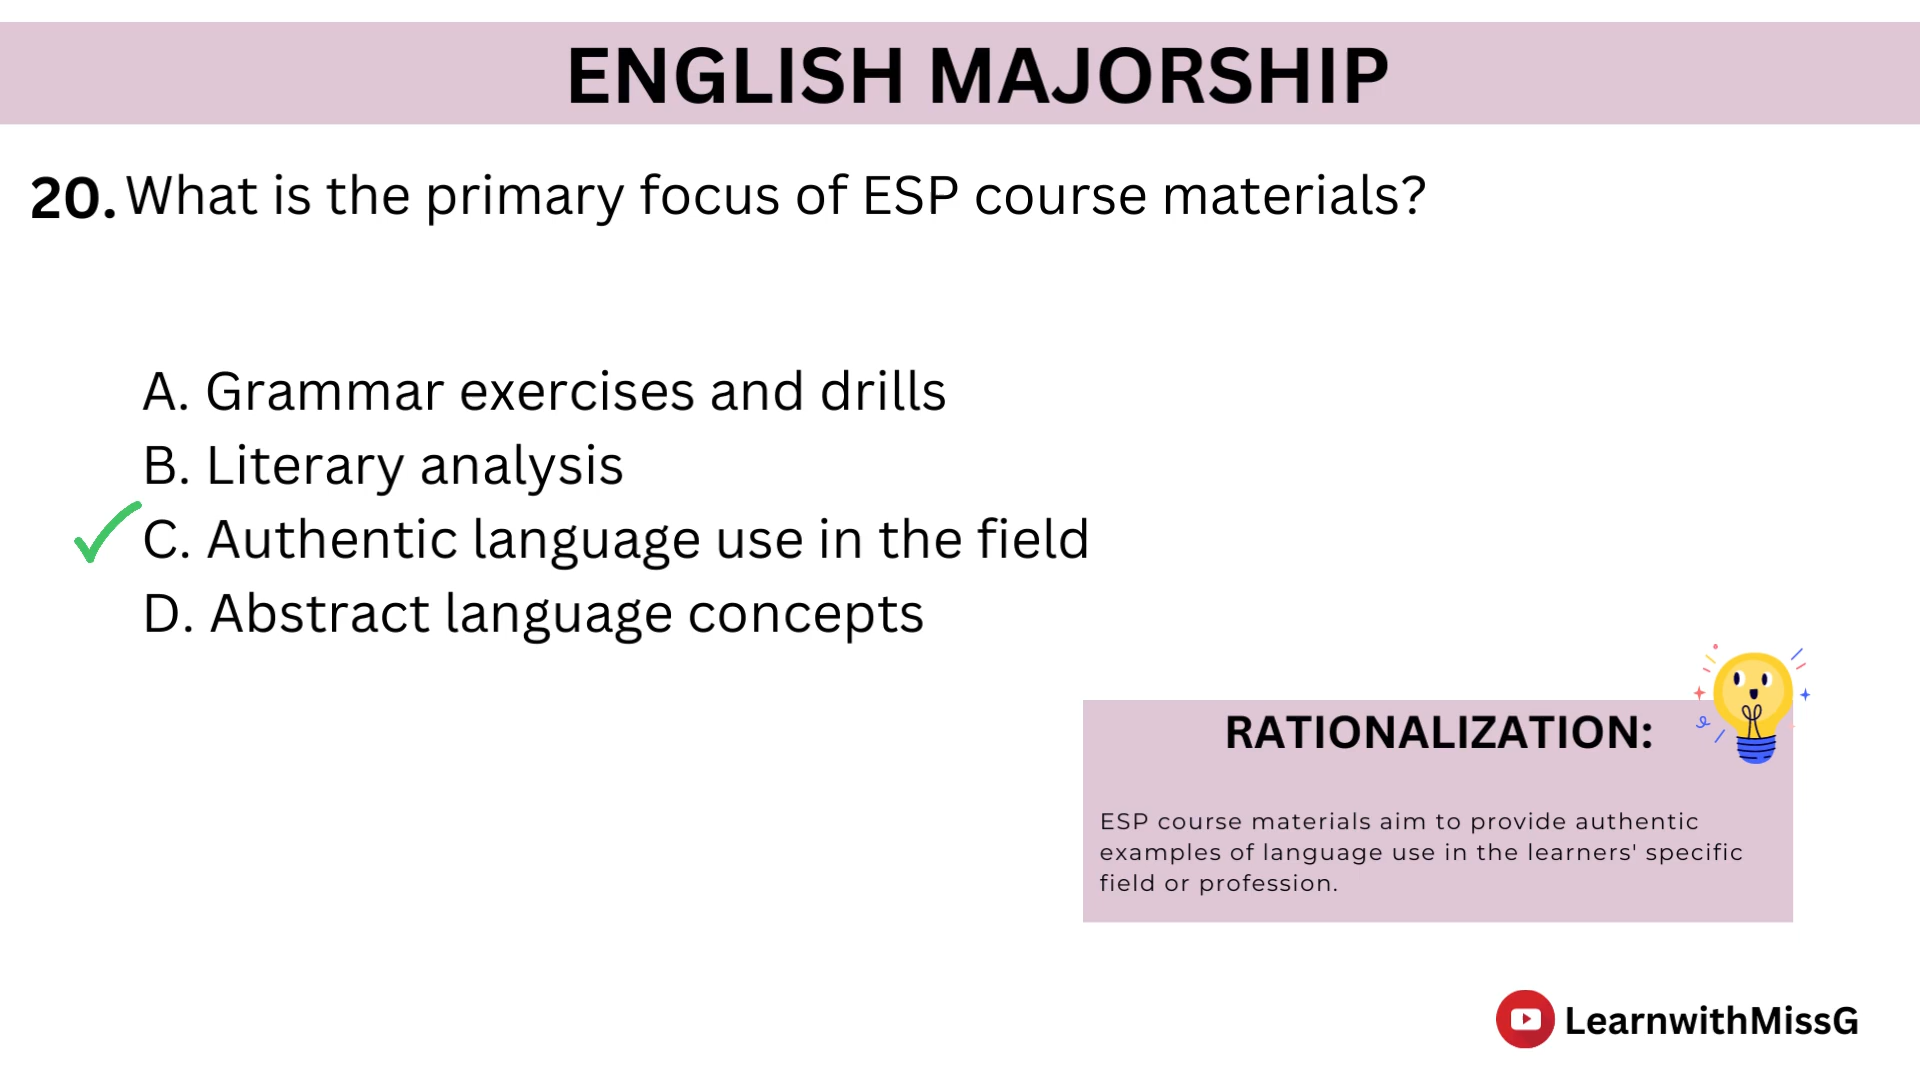 ENGLISH MAJORSHIP
20. What is the primary focus of ESP course materials?
A. Grammar exercises and drills
B. Literary analysis
C. Authentic language use in the field
D. Abstract language concepts
RATIONALIZATION:
ESP course materials aim to provide authentic
examples of language use in the learners' specific
field or profession.
LearnwithMissG